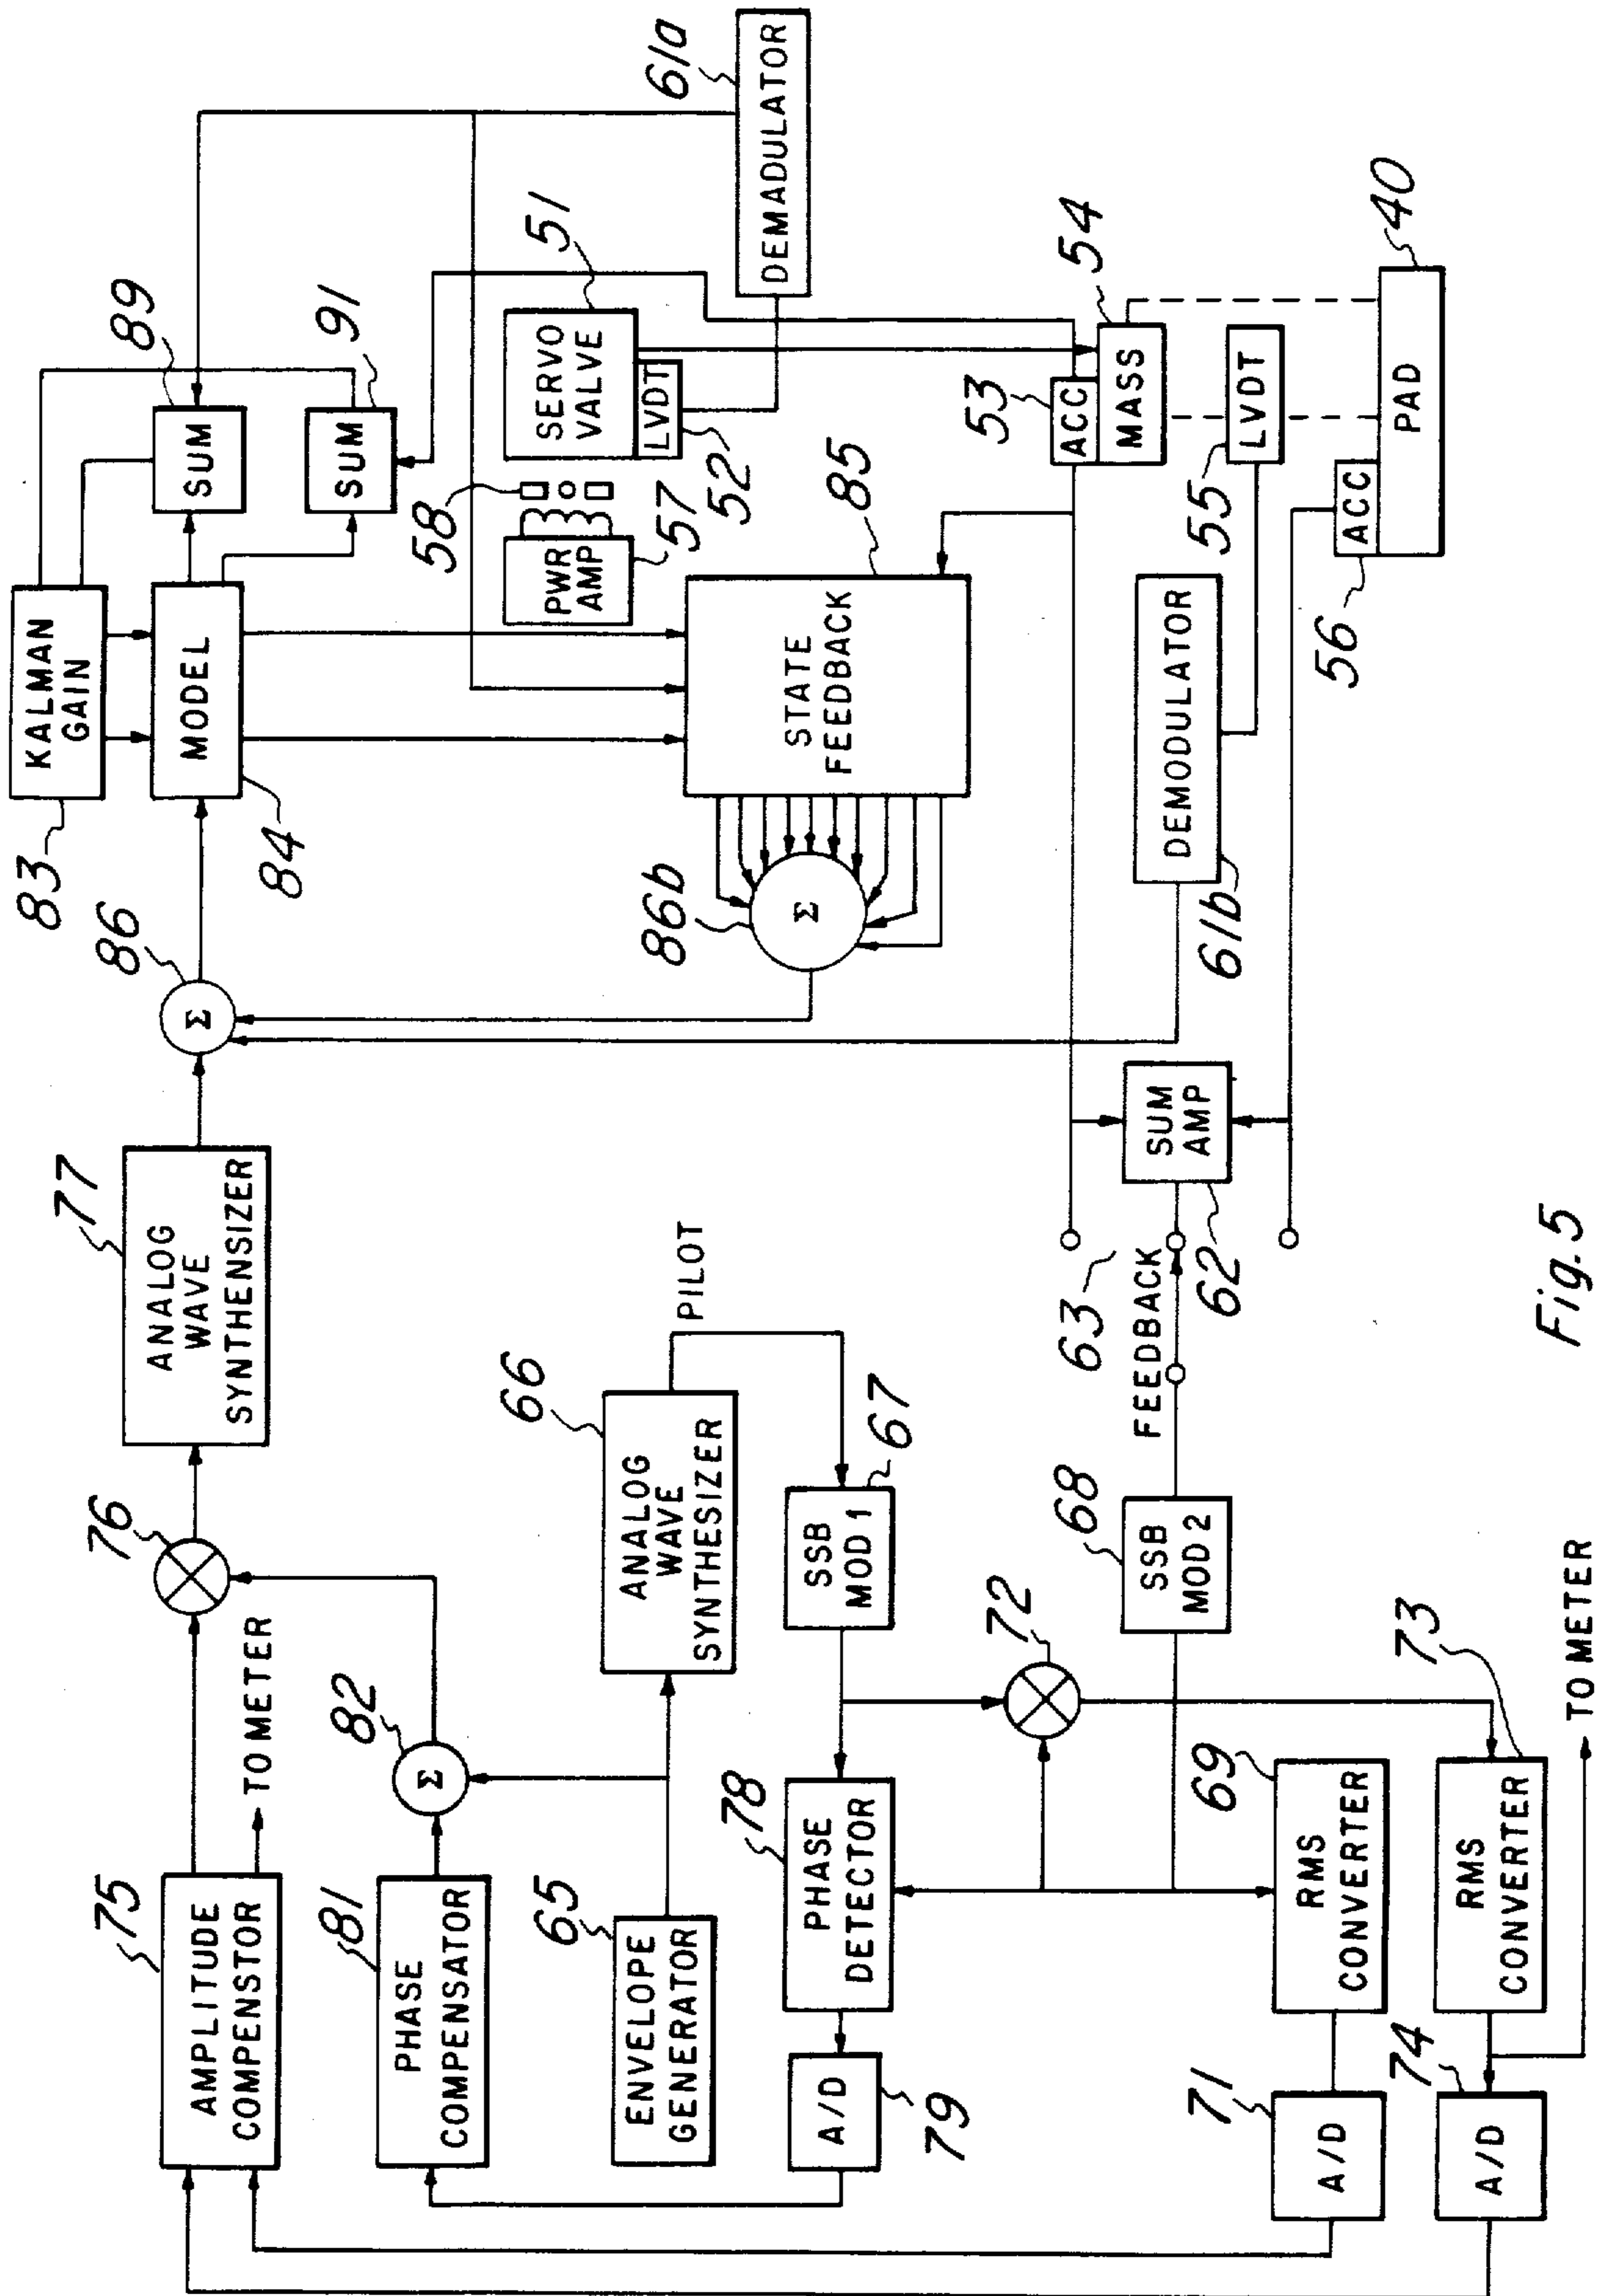 75
AMPLITUDE
COMPENSTOR
TO METER
76
77
ANALOG
WAVE
SYNTHENSIZER
86
Σ
83
KALMAN
GAIN
84
MODEL
89
SUM
91
SUM
81
PHASE
COMPENSATOR
82
Σ
65
ENVELOPE
GENERATOR
66
ANALOG
WAVE
SYNTHESIZER
PILOT
58
PWR
AMP
57
SERVO
VALVE
51
LVDT
52
61a
DEMADULATOR
86b
Σ
STATE
FEEDBACK
85
79
A/D
78
PHASE
DETECTOR
SSB
MOD 1
67
72
68
SSB
MOD 2
FEEDBACK
63
SUM
AMP
62
53
ACC
MASS
54
DEMODULATOR
61b
LVDT
55
ACC
56
PAD
40
71
A/D
69
RMS
CONVERTER
74
A/D
73
RMS
CONVERTER
TO METER
Fig. 5